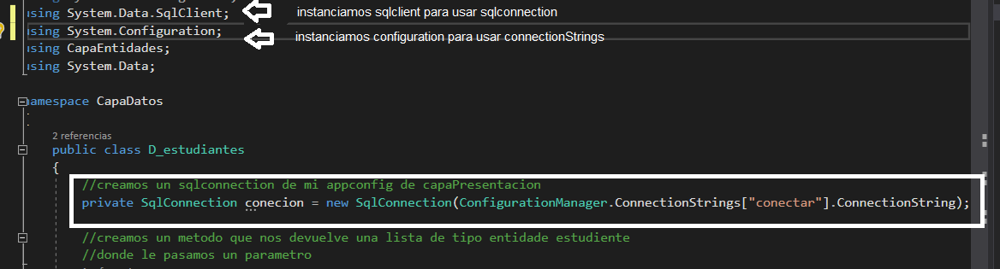 using System.Data.SqlClient; instanciamos sqlclient para usar sqlconnection
using System.Configuration; instanciamos configuration para usar connectionStrings
using CapaEntidades;
using System.Data;
namespace CapaDatos
2 referencias
public class D_estudiantes
{
//creamos un sqlconnection de mi appconfig de capaPresentacion
private SqlConnection conecion = new SqlConnection(ConfigurationManager.ConnectionStrings["conectar"].ConnectionString);
//creamos un metodo que nos devuelve una lista de tipo entidade estudiente
//donde le pasamos un parametro